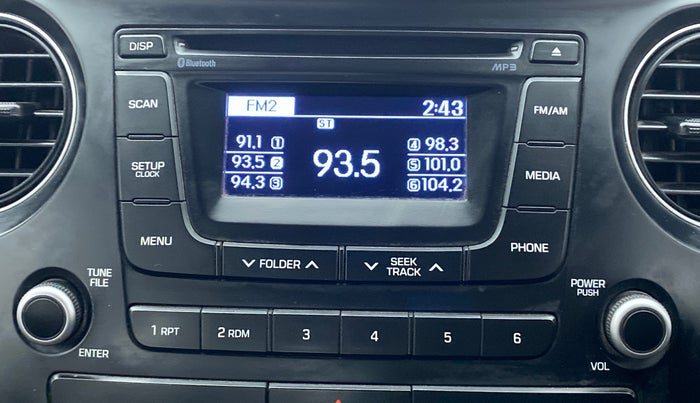 DISP
Bluetooth
MP3
SCAN
FM2 2:43
FM/AM
ST
91.1 1
4 98.3
93.5 2
93.5
5 101.0
94.3 3
6 104.2
SETUP
CLOCK
MEDIA
MENU
PHONE
FOLDER
SEEK
TRACK
TUNE
FILE
POWER
PUSH
1 RPT
2 RDM
3
4
5
6
ENTER
VOL